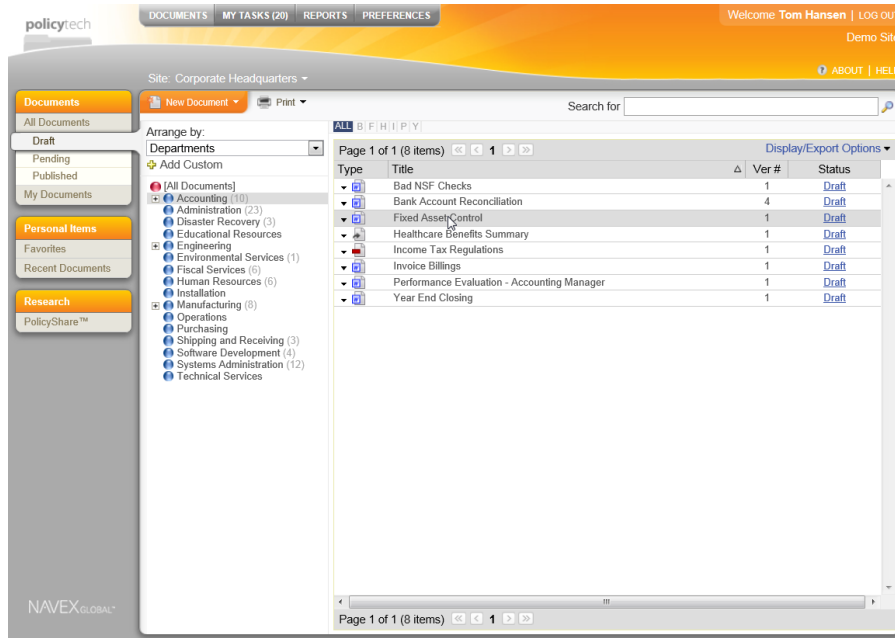 policytech
DOCUMENTS MY TASKS (20) REPORTS PREFERENCES
Welcome Tom Hansen | LOG OUT
Demo Site
ABOUT | HELP
Site: Corporate Headquarters
Documents
All Documents
Draft
Pending
Published
My Documents
Personal Items
Favorites
Recent Documents
Research
PolicyShare™
NAVEX GLOBAL
New Document Print
Search for
Arrange by:
Departments
Add Custom
[All Documents]
Accounting (10)
Administration (23)
Disaster Recovery (3)
Educational Resources
Engineering
Environmental Services (1)
Fiscal Services (6)
Human Resources (6)
Installation
Manufacturing (8)
Operations
Purchasing
Shipping and Receiving (3)
Software Development (4)
Systems Administration (12)
Technical Services
ALL B F H I P Y
Page 1 of 1 (8 items) 1 Display/Export Options
Type Title Ver # Status
Bad NSF Checks 1 Draft
Bank Account Reconciliation 4 Draft
Fixed Asset Control 1 Draft
Healthcare Benefits Summary 1 Draft
Income Tax Regulations 1 Draft
Invoice Billings 1 Draft
Performance Evaluation - Accounting Manager 1 Draft
Year End Closing 1 Draft
Page 1 of 1 (8 items) 1